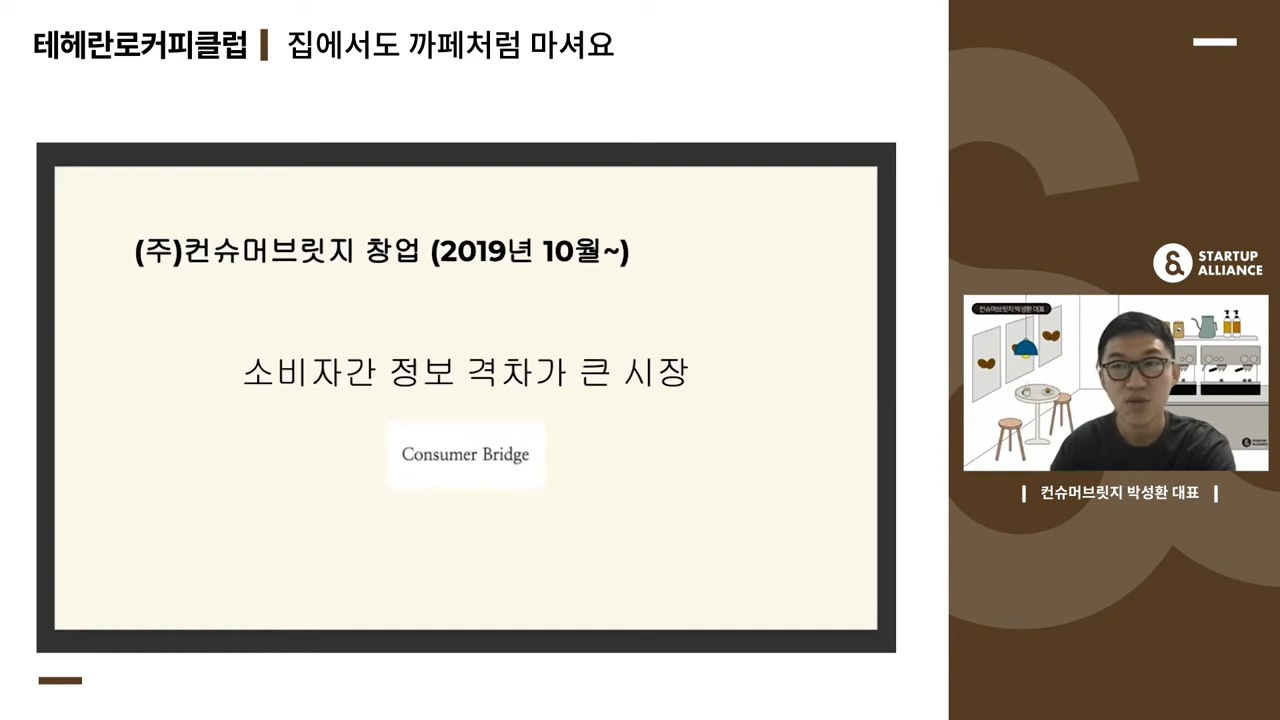 테헤란로커피클럽 집에서도 까페처럼 마셔요
(주)컨슈머브릿지 창업 (2019년 10월~)
소비자간 정보 격차가 큰 시장
Consumer Bridge
STARTUP
ALLIANCE
컨슈머브릿지 박성환 대표
STARTUP
ALLIANCE
컨슈머브릿지 박성환 대표